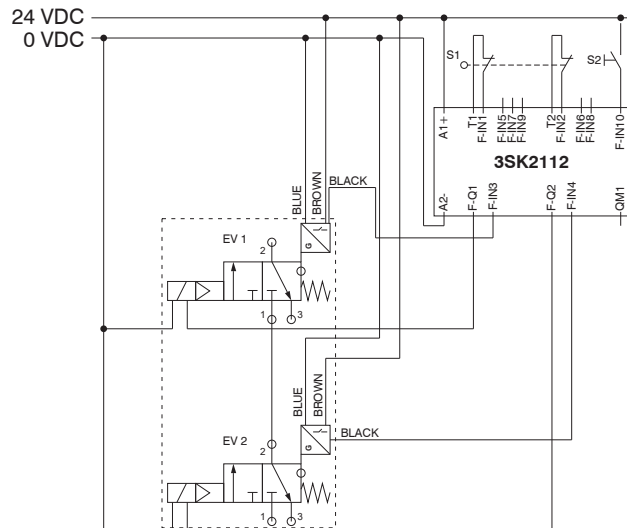 24 VDC
0 VDC
S1
S2
A1+
T1
F-IN1
F-IN5
F-IN7
F-IN9
T2
F-IN2
F-IN6
F-IN8
F-IN10
3SK2112
A2-
F-Q1
F-IN3
F-Q2
F-IN4
QM1
BLUE
BROWN
BLACK
EV 1
2
G
1
3
BLUE
BROWN
BLACK
EV 2
2
G
1
3